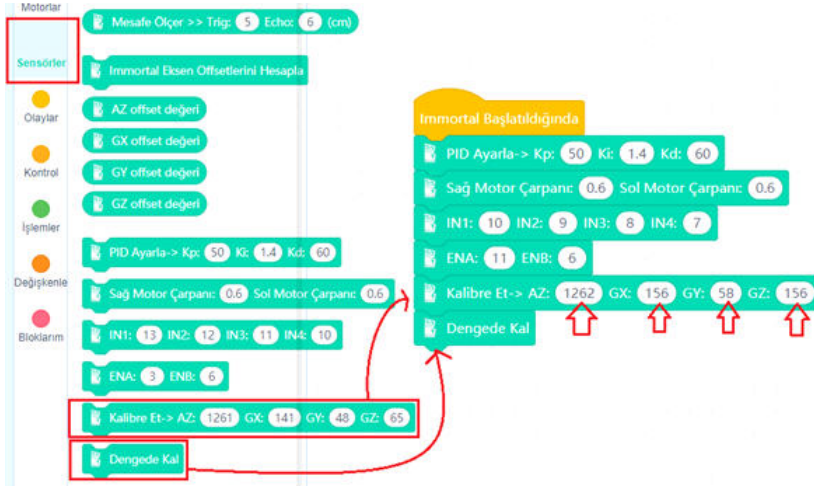 Motorlar
Sensörler
Olaylar
Kontrol
İşlemler
Değişkenle
Bloklarım
Mesafe Ölçer >> Trig: 5 Echo: 6 (cm)
Immortal Eksen Offsetlerini Hesapla
AZ offset değeri
GX offset değeri
GY offset değeri
GZ offset değeri
PID Ayarla-> Kp: 50 Ki: 1.4 Kd: 60
Sağ Motor Çarpanı: 0.6 Sol Motor Çarpanı: 0.6
IN1: 13 IN2: 12 IN3: 11 IN4: 10
ENA: 3 ENB: 6
Kalibre Et-> AZ: 1261 GX: 141 GY: 48 GZ: 65
Dengede Kal
Immortal Başlatıldığında
PID Ayarla-> Kp: 50 Ki: 1.4 Kd: 60
Sağ Motor Çarpanı: 0.6 Sol Motor Çarpanı: 0.6
IN1: 10 IN2: 9 IN3: 8 IN4: 7
ENA: 11 ENB: 6
Kalibre Et-> AZ: 1262 GX: 156 GY: 58 GZ: 156
Dengede Kal